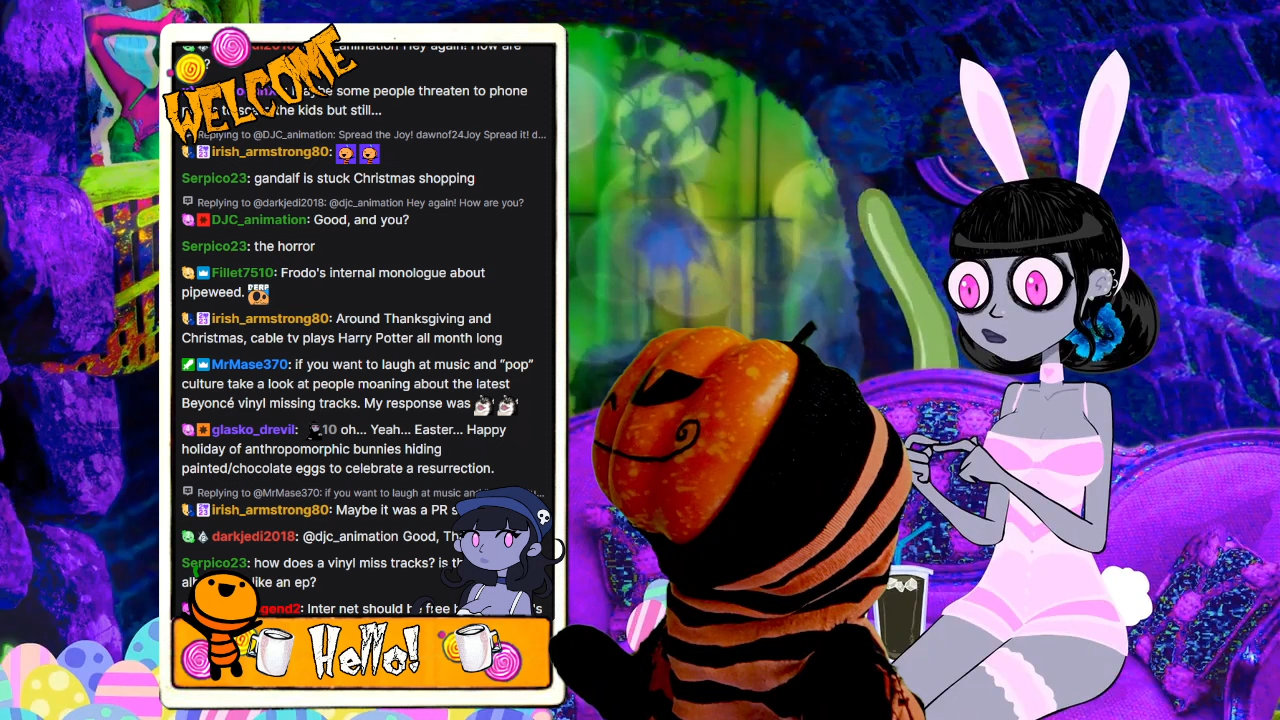 WELCOME
_animation Hey again! How are
?
some people threaten to phone
the kids but still...
Replying to @DJC_animation: Spread the Joy! dawnof24Joy Spread it! d...
irish_armstrong80:
Serpico23: gandalf is stuck Christmas shopping
Replying to @darkjedi2018: @djc_animation Hey again! How are you?
DJC_animation: Good, and you?
Serpico23: the horror
Fillet7510: Frodo's internal monologue about
pipeweed. DERP
irish_armstrong80: Around Thanksgiving and
Christmas, cable tv plays Harry Potter all month long
MrMase370: if you want to laugh at music and “pop”
culture take a look at people moaning about the latest
Beyoncé vinyl missing tracks. My response was
glasko_drevil: 10 oh... Yeah... Easter... Happy
holiday of anthropomorphic bunnies hiding
painted/chocolate eggs to celebrate a resurrection.
Replying to @MrMase370: if you want to laugh at music and
irish_armstrong80: Maybe it was a PR
darkjedi2018: @djc_animation Good,
Serpico23: how does a vinyl miss tracks? is
like an ep?
gend2: Inter net should free
Hello!